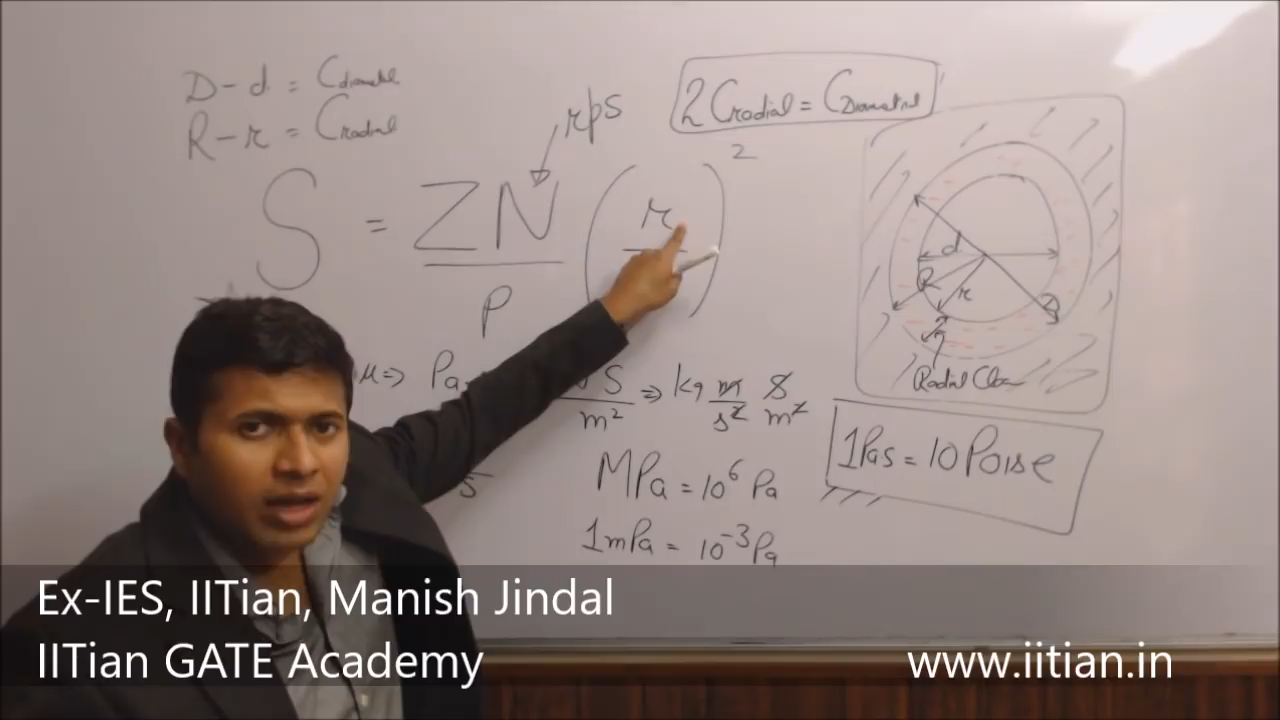 D - d = Cdiametral
R - r = Cradial
rps
2 Cradial = CDiametral
S = ZN / P ( r )²
d
R
r
D
Radial Clear
μ => Pa
S / m² => kg m / s² S / m²
s
MPa = 10⁶ Pa
1mPa = 10⁻³ Pa
1Pas = 10 Poise
Ex-IES, IITian, Manish Jindal
IITian GATE Academy
www.iitian.in